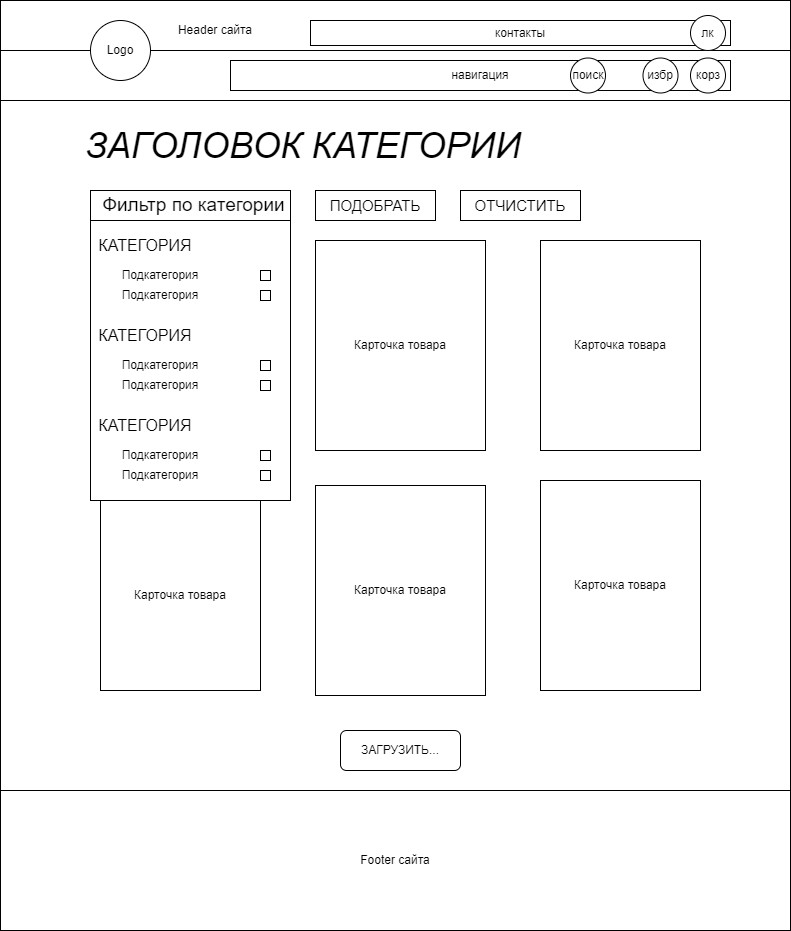 Header сайта
контакты
лк
Logo
навигация
поиск
избр
корз
ЗАГОЛОВОК КАТЕГОРИИ
Фильтр по категории
ПОДОБРАТЬ
ОТЧИСТИТЬ
КАТЕГОРИЯ
Подкатегория
Подкатегория
КАТЕГОРИЯ
Подкатегория
Подкатегория
КАТЕГОРИЯ
Подкатегория
Подкатегория
Карточка товара
Карточка товара
Карточка товара
Карточка товара
Карточка товара
ЗАГРУЗИТЬ...
Footer сайта